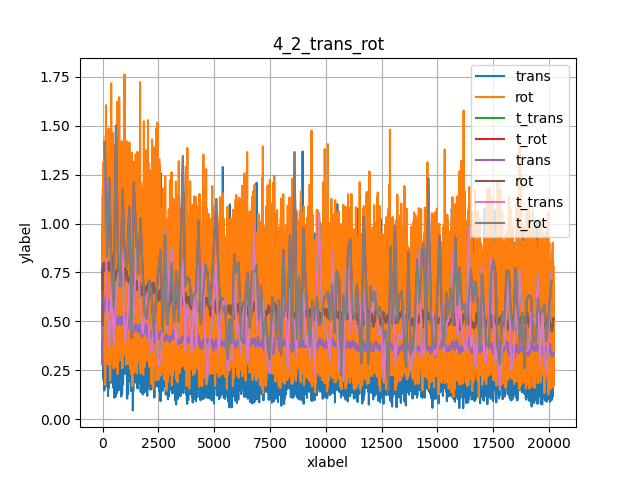 4_2_trans_rot
ylabel
1.75
1.50
1.25
1.00
0.75
0.50
0.25
0.00
trans
rot
t_trans
t_rot
trans
rot
t_trans
t_rot
0 2500 5000 7500 10000 12500 15000 17500 20000
xlabel